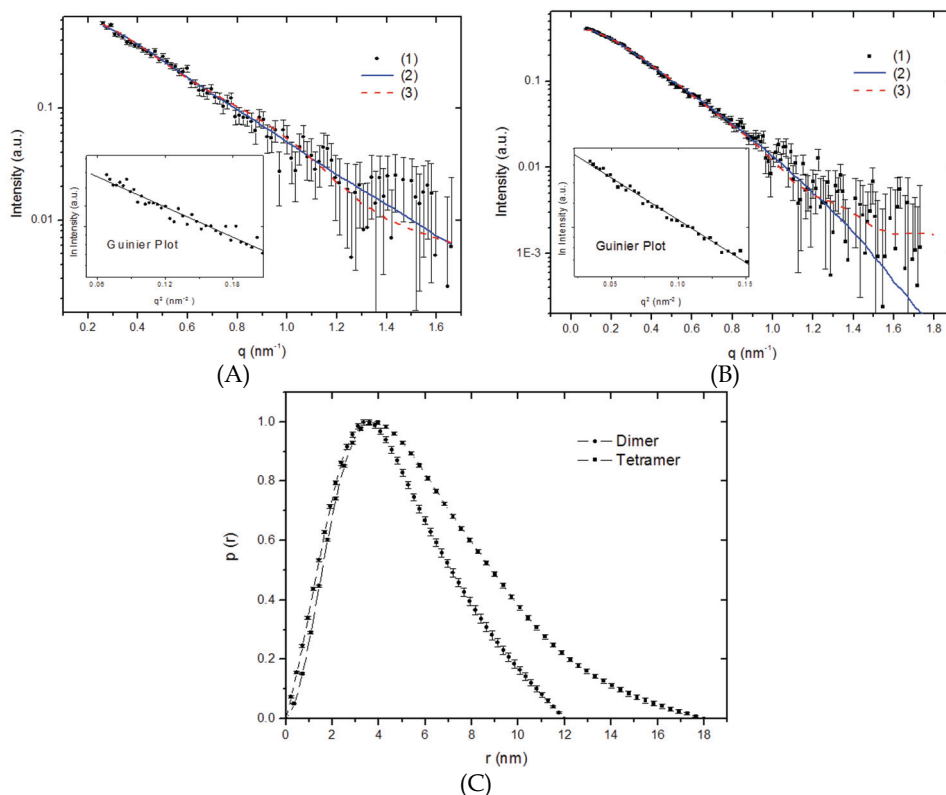 (1)
(2)
(3)
0.1
0.01
Intensity (a.u.)
ln Intensity (a.u.)
Guinier Plot
0.06 0.12 0.18
q² (nm⁻²)
0.2 0.4 0.6 0.8 1.0 1.2 1.4 1.6
q (nm⁻¹)
(A)
(1)
(2)
(3)
0.1
0.01
1E-3
Intensity (a.u.)
ln Intensity (a.u.)
Guinier Plot
0.05 0.10 0.15
q² (nm⁻²)
0.0 0.2 0.4 0.6 0.8 1.0 1.2 1.4 1.6 1.8
q (nm⁻¹)
(B)
Dimer
Tetramer
1.0
0.8
0.6
0.4
0.2
0.0
p (r)
0 2 4 6 8 10 12 14 16 18
r (nm)
(C)